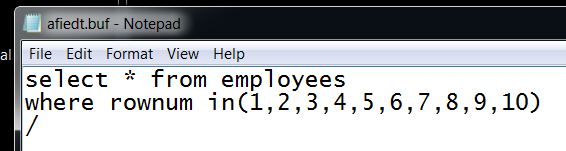 afiedt.buf - Notepad
al
File Edit Format View Help
select * from employees
where rownum in(1,2,3,4,5,6,7,8,9,10)
/